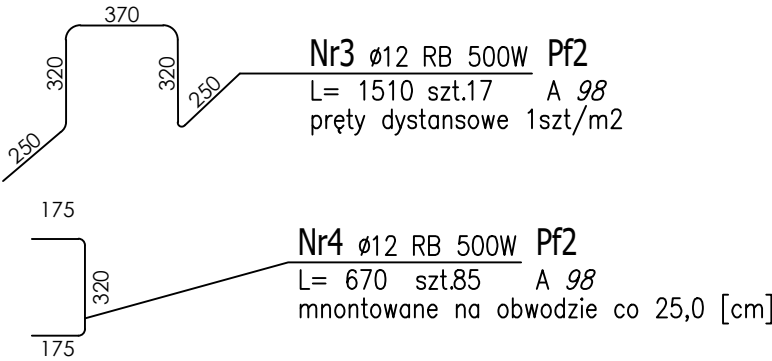 370
320
320
250
250
Nr3 ø12 RB 500W Pf2
L= 1510 szt.17 A 98
pręty dystansowe 1szt/m2
175
320
175
Nr4 ø12 RB 500W Pf2
L= 670 szt.85 A 98
mnontowane na obwodzie co 25,0 [cm]